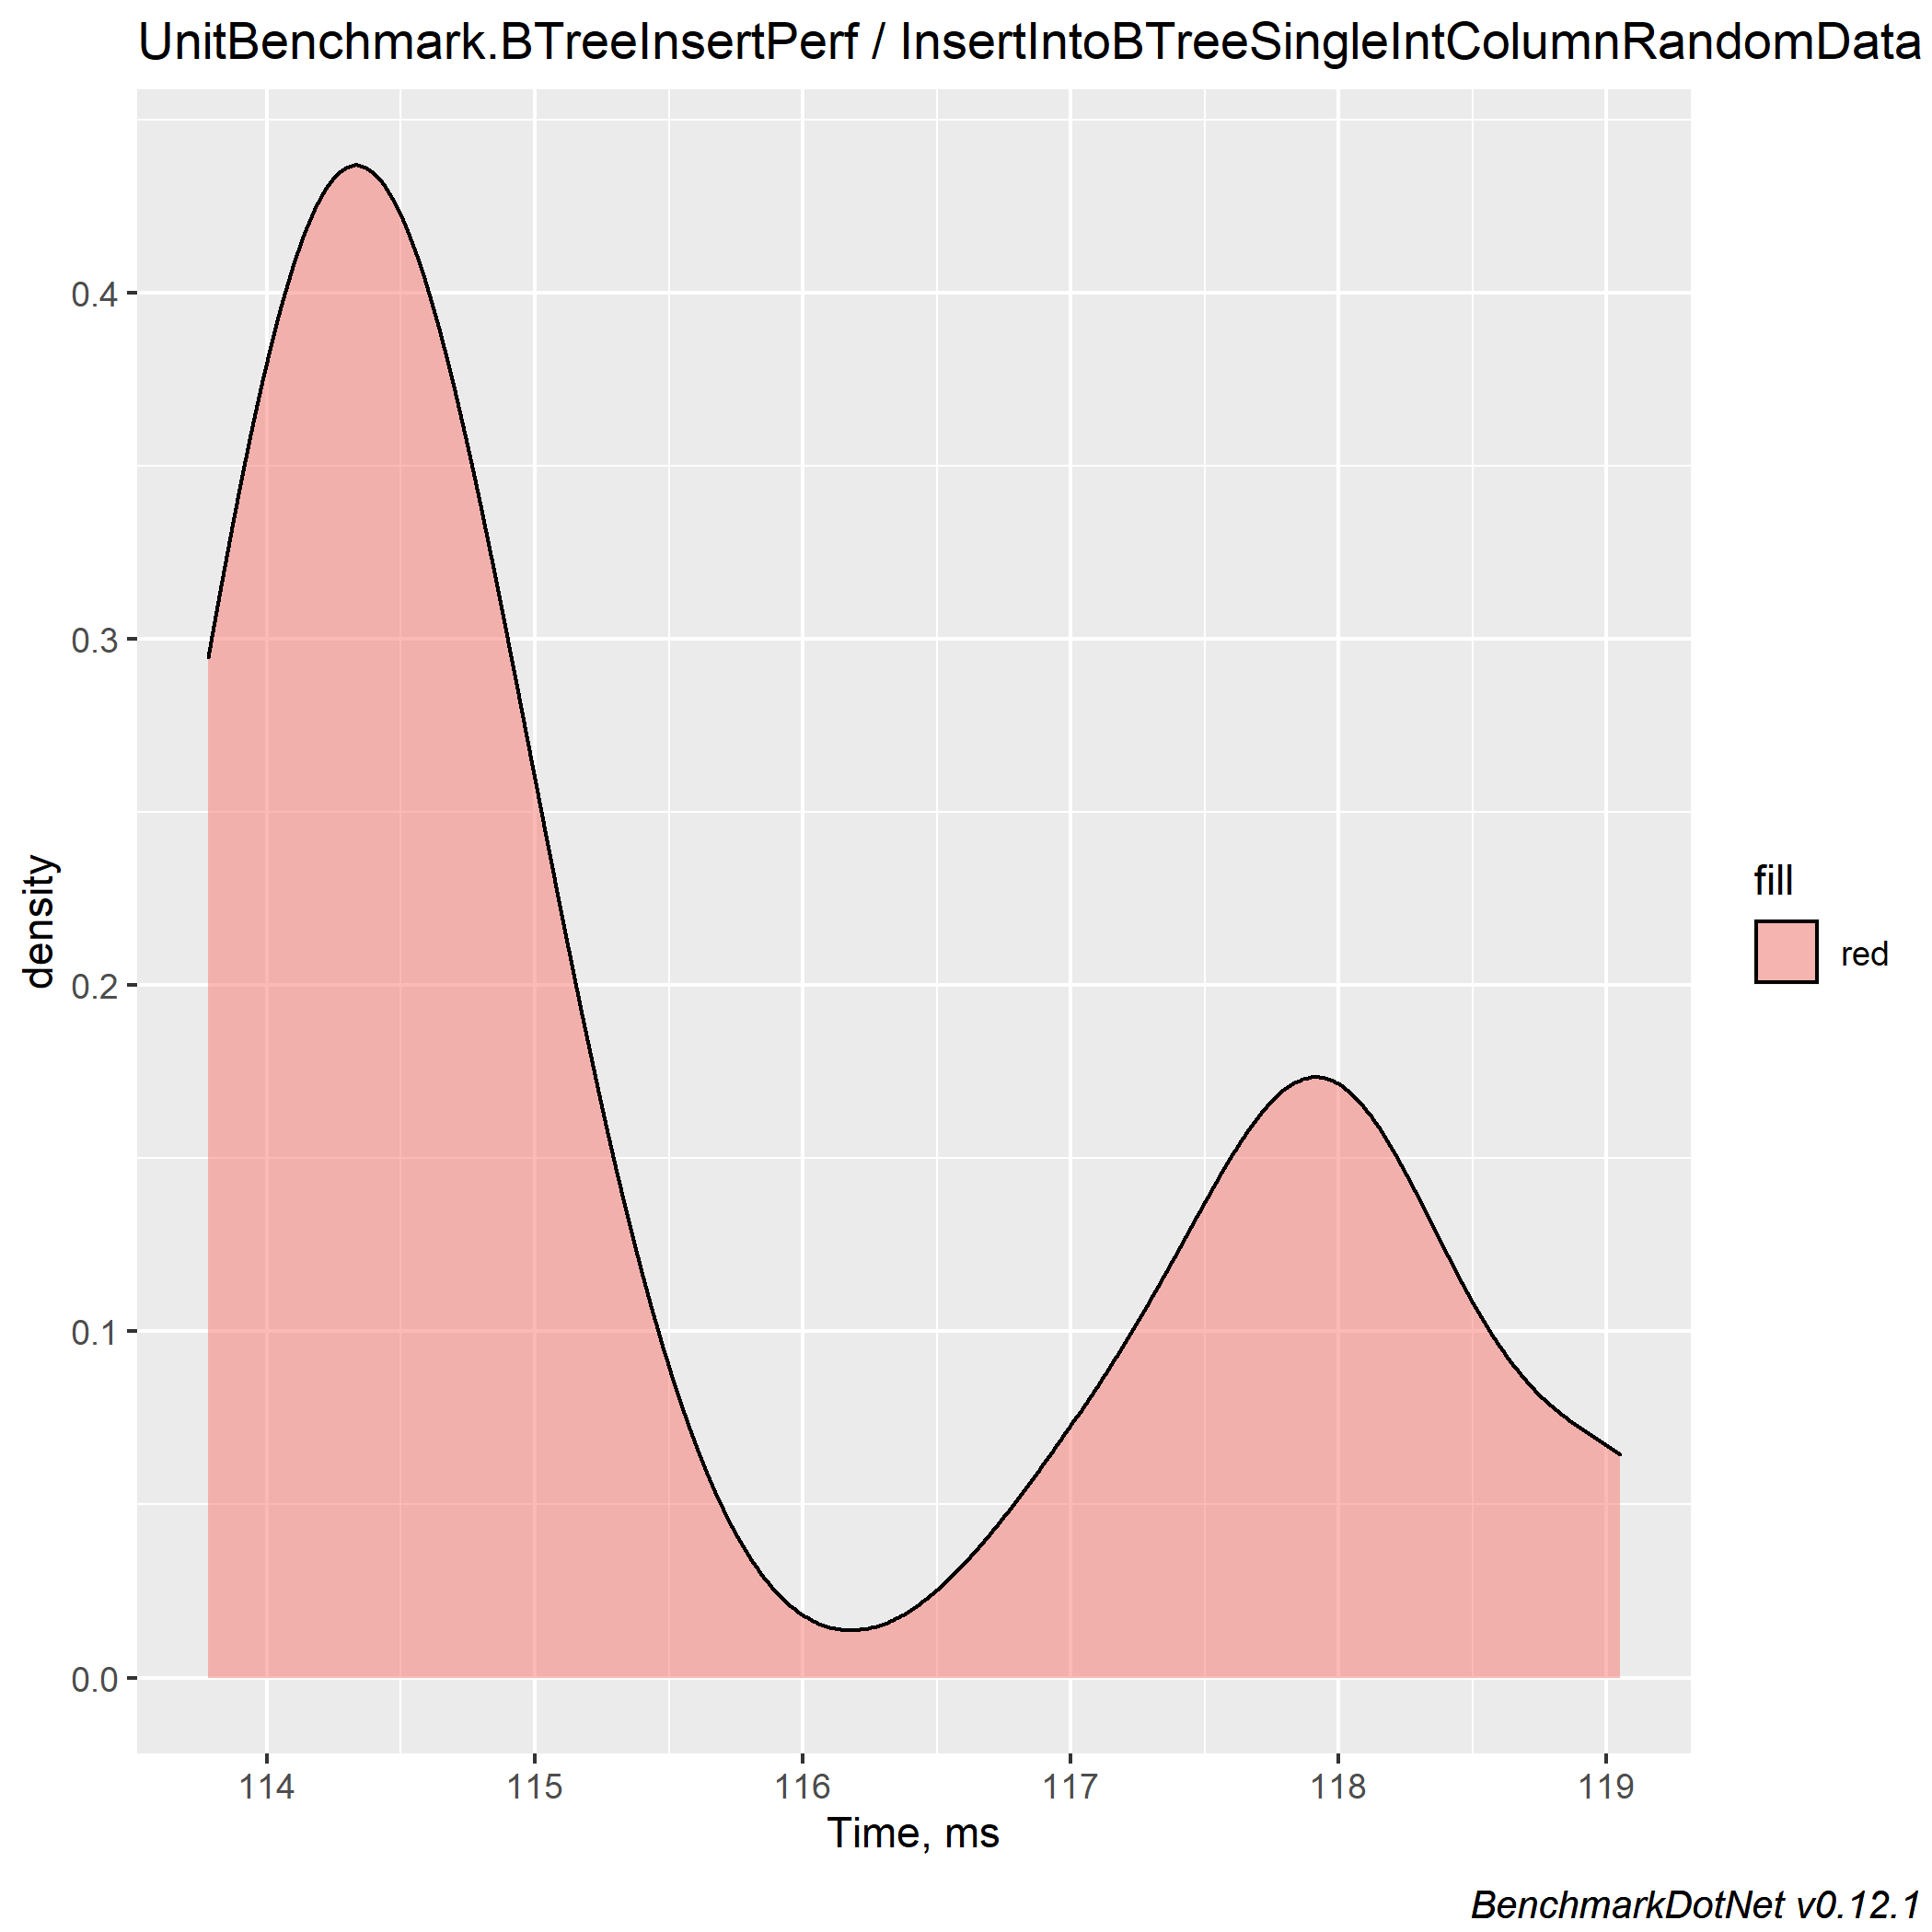 UnitBenchmark.BTreeInsertPerf / InsertIntoBTreeSingleIntColumnRandomData
0.4
0.3
0.2
0.1
0.0
density
114 115 116 117 118 119
Time, ms
fill
red
BenchmarkDotNet v0.12.1